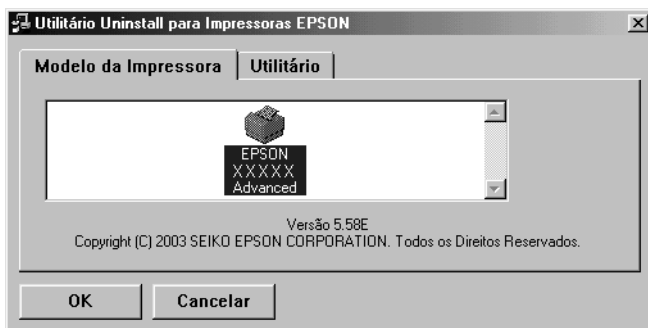 Utilitário Uninstall para Impressoras EPSON
Modelo da Impressora
Utilitário
EPSON
XXXXX
Advanced
Versão 5.58E
Copyright (C) 2003 SEIKO EPSON CORPORATION. Todos os Direitos Reservados.
OK
Cancelar